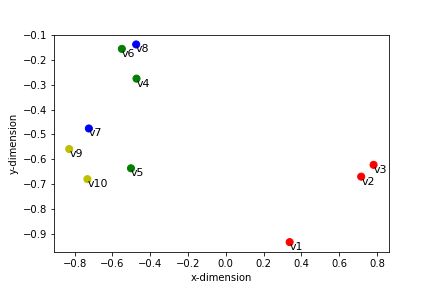 −0.1
−0.2
−0.3
−0.4
−0.5
−0.6
−0.7
−0.8
−0.9
y-dimension
v6
v8
v4
v7
v9
v5
v10
v3
v2
v1
−0.8 −0.6 −0.4 −0.2 0.0 0.2 0.4 0.6 0.8
x-dimension